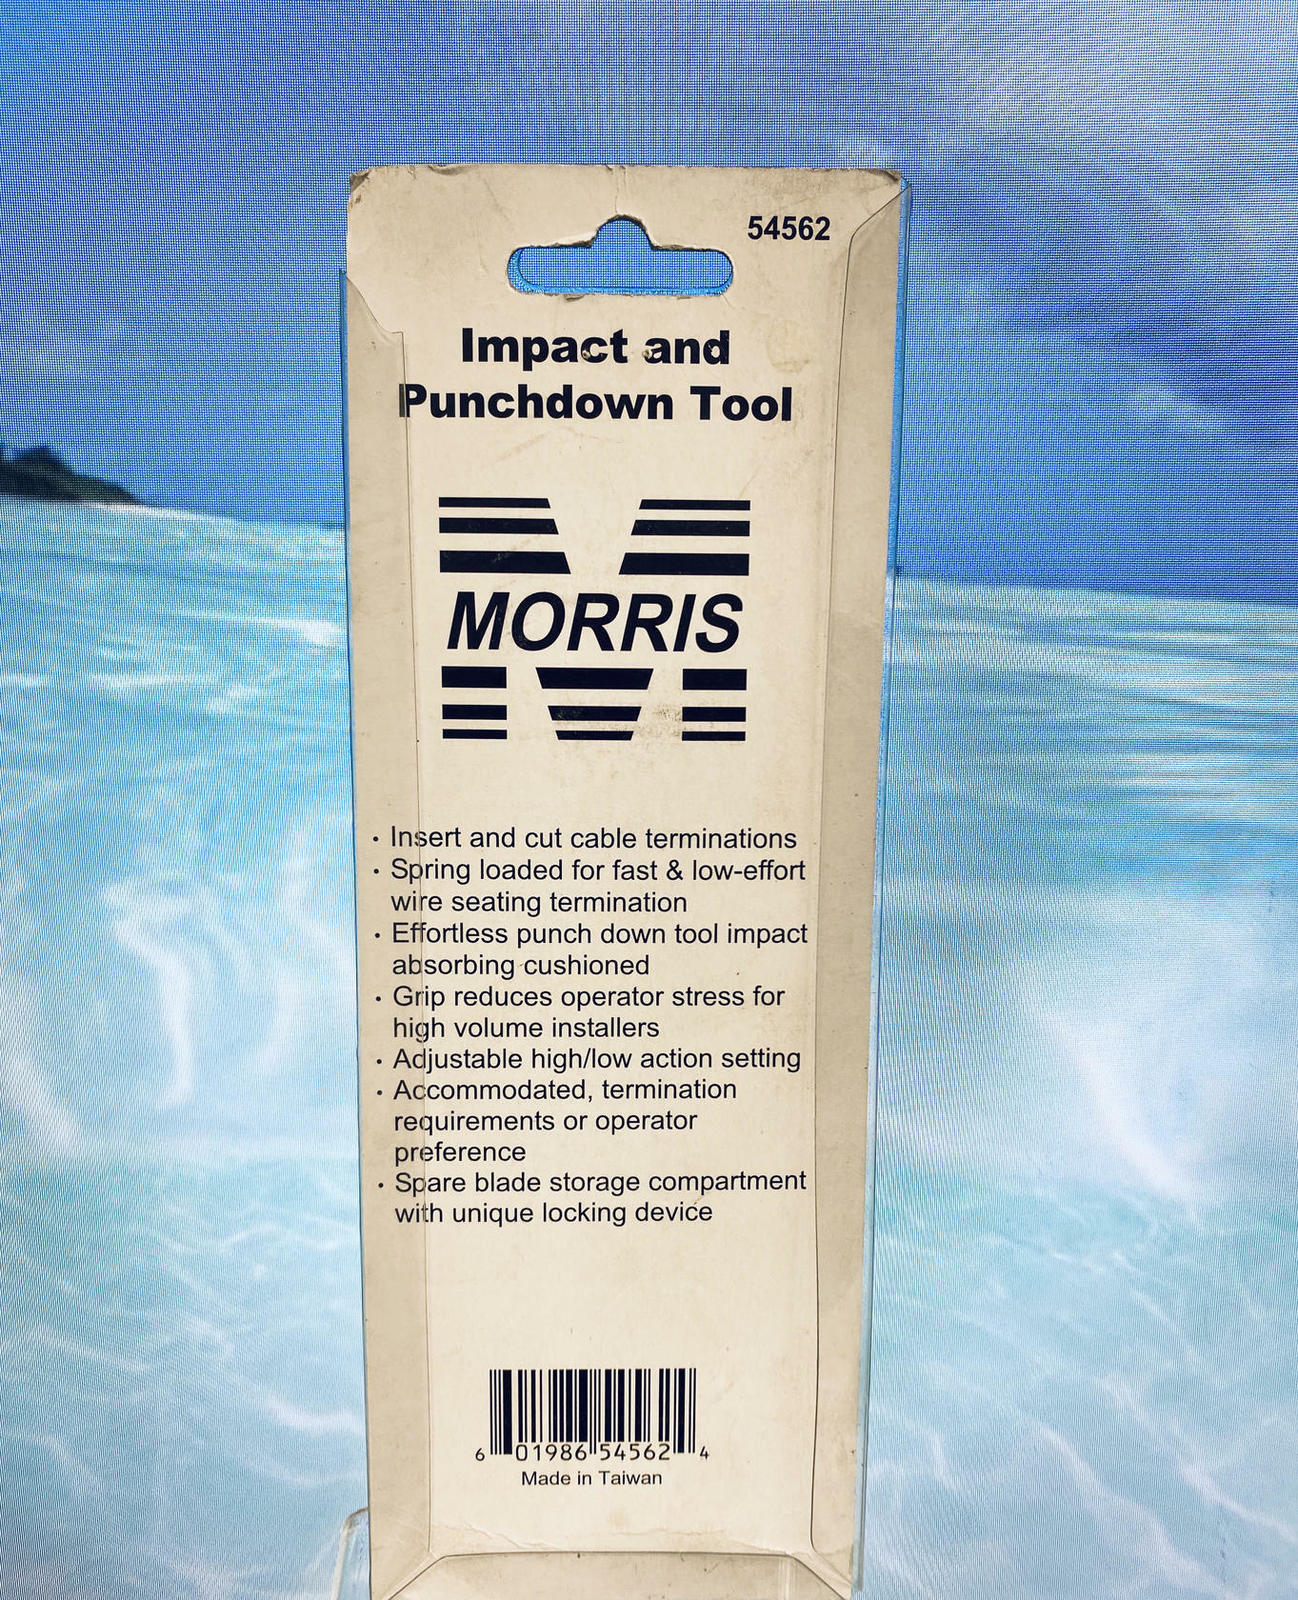 54562
Impact and
Punchdown Tool
MORRIS
• Insert and cut cable terminations
• Spring loaded for fast & low-effort
wire seating termination
• Effortless punch down tool impact
absorbing cushioned
• Grip reduces operator stress for
high volume installers
• Adjustable high/low action setting
• Accommodated, termination
requirements or operator
preference
• Spare blade storage compartment
with unique locking device
6 01986 54562 4
Made in Taiwan